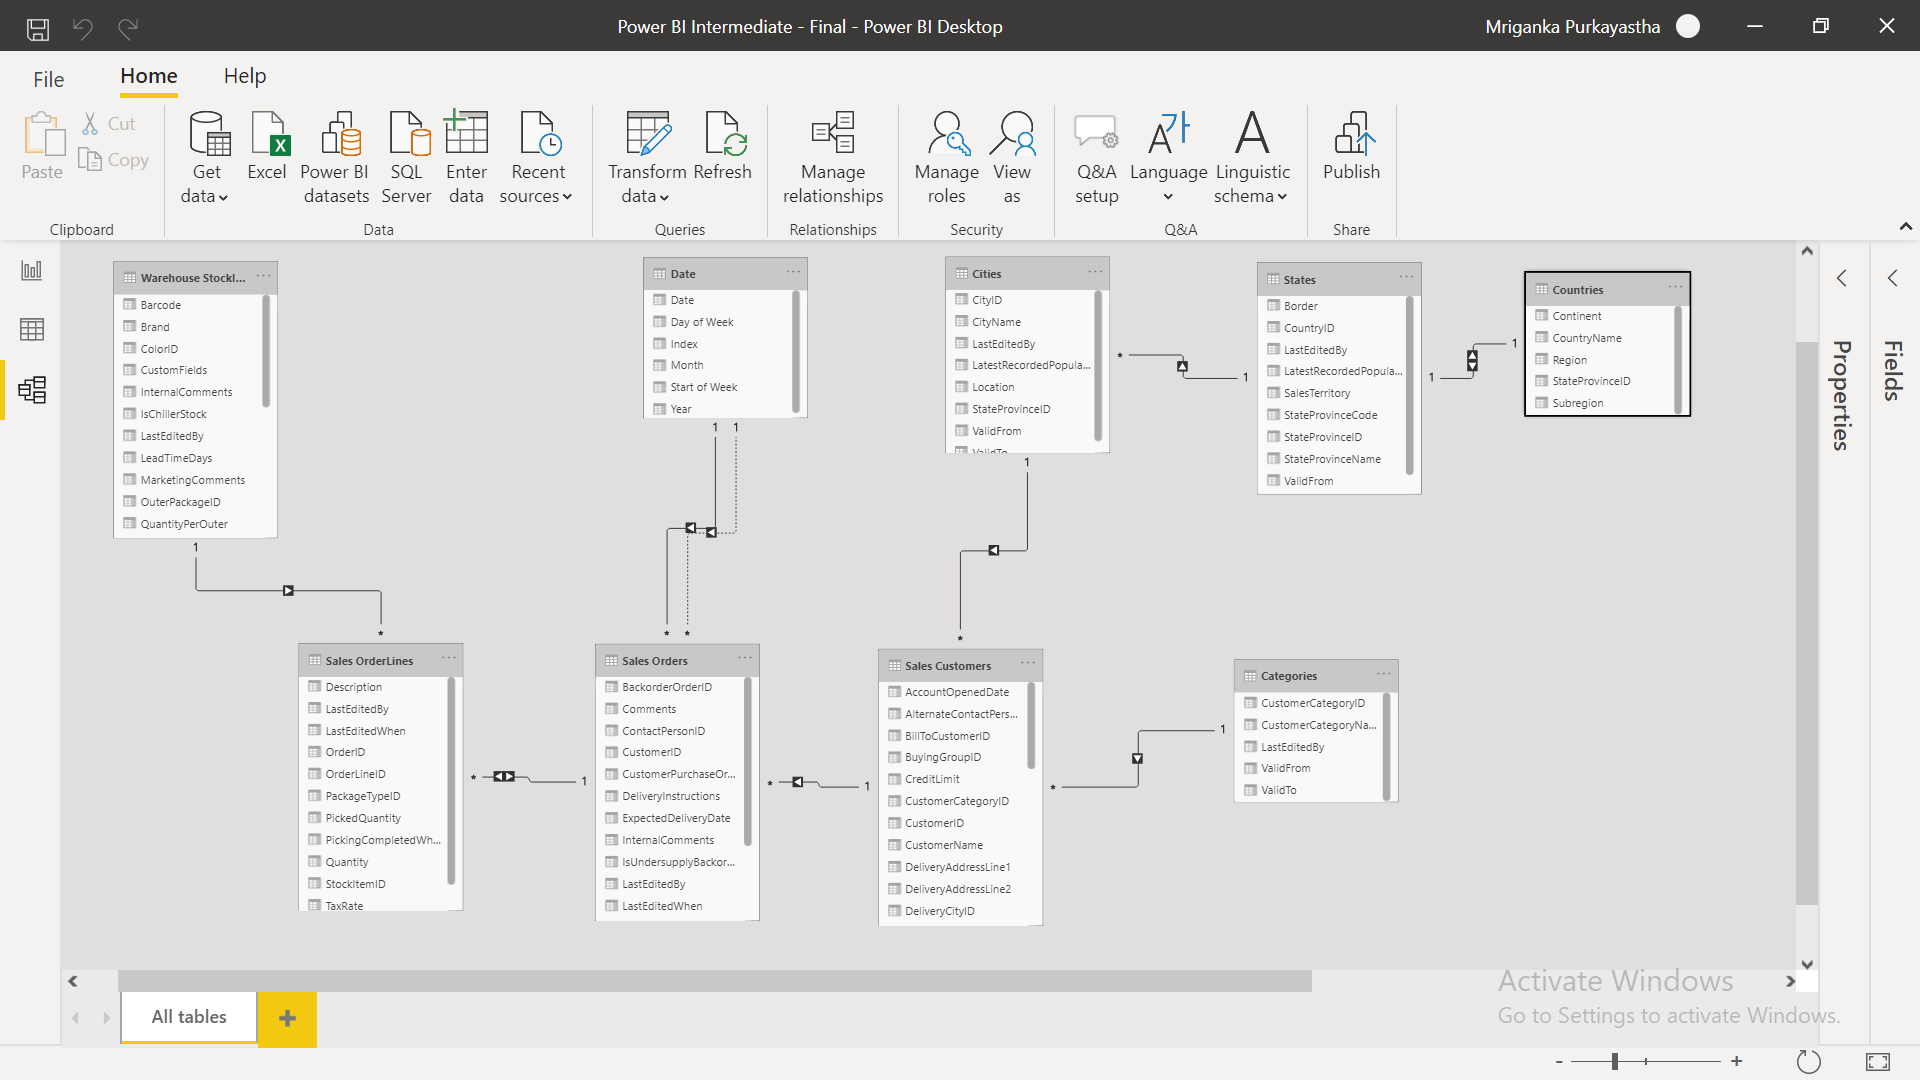 Power BI Intermediate - Final - Power BI Desktop
Mriganka Purkayastha
File
Home
Help
Paste
Cut
Copy
Clipboard
Get data
Excel
Power BI datasets
SQL Server
Enter data
Recent sources
Data
Transform data
Refresh
Queries
Manage relationships
Relationships
Manage roles
View as
Security
Q&A setup
Language
Linguistic schema
Q&A
Publish
Share
Warehouse StockI...
Barcode
Brand
ColorID
CustomFields
InternalComments
IsChillerStock
LastEditedBy
LeadTimeDays
MarketingComments
OuterPackageID
QuantityPerOuter
1
*
Date
Date
Day of Week
Index
Month
Start of Week
Year
1 1
* *
Cities
CityID
CityName
LastEditedBy
LatestRecordedPopula...
Location
StateProvinceID
ValidFrom
ValidTo
1
*
* 1
States
Border
CountryID
LastEditedBy
LatestRecordedPopula...
SalesTerritory
StateProvinceCode
StateProvinceID
StateProvinceName
ValidFrom
1 1
Countries
Continent
CountryName
Region
StateProvinceID
Subregion
Properties
Fields
Sales OrderLines
Description
LastEditedBy
LastEditedWhen
OrderID
OrderLineID
PackageTypeID
PickedQuantity
PickingCompletedWh...
Quantity
StockItemID
TaxRate
* 1
Sales Orders
BackorderOrderID
Comments
ContactPersonID
CustomerID
CustomerPurchaseOr...
DeliveryInstructions
ExpectedDeliveryDate
InternalComments
IsUndersupplyBackor...
LastEditedBy
LastEditedWhen
* 1
Sales Customers
AccountOpenedDate
AlternateContactPers...
BillToCustomerID
BuyingGroupID
CreditLimit
CustomerCategoryID
CustomerID
CustomerName
DeliveryAddressLine1
DeliveryAddressLine2
DeliveryCityID
* 1
Categories
CustomerCategoryID
CustomerCategoryNa...
LastEditedBy
ValidFrom
ValidTo
Activate Windows
Go to Settings to activate Windows.
All tables
+
- +